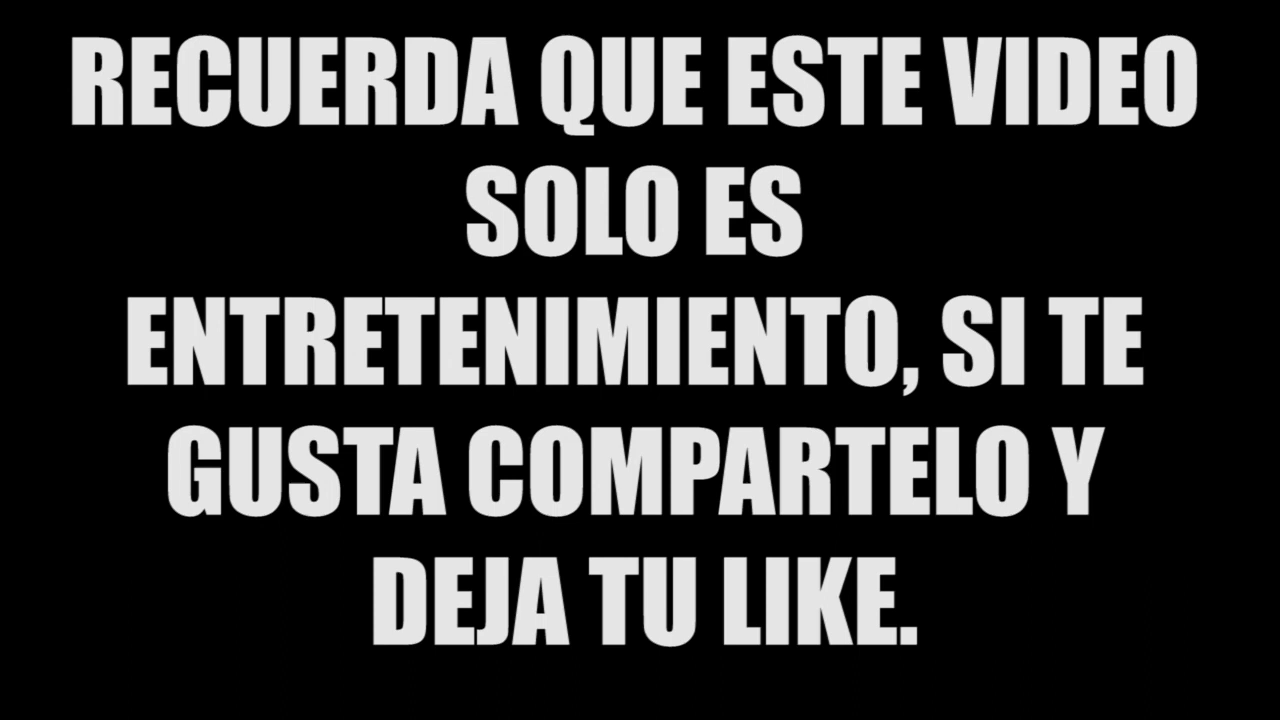 RECUERDA QUE ESTE VIDEO
SOLO ES
ENTRETENIMIENTO, SI TE
GUSTA COMPARTELO Y
DEJA TU LIKE.